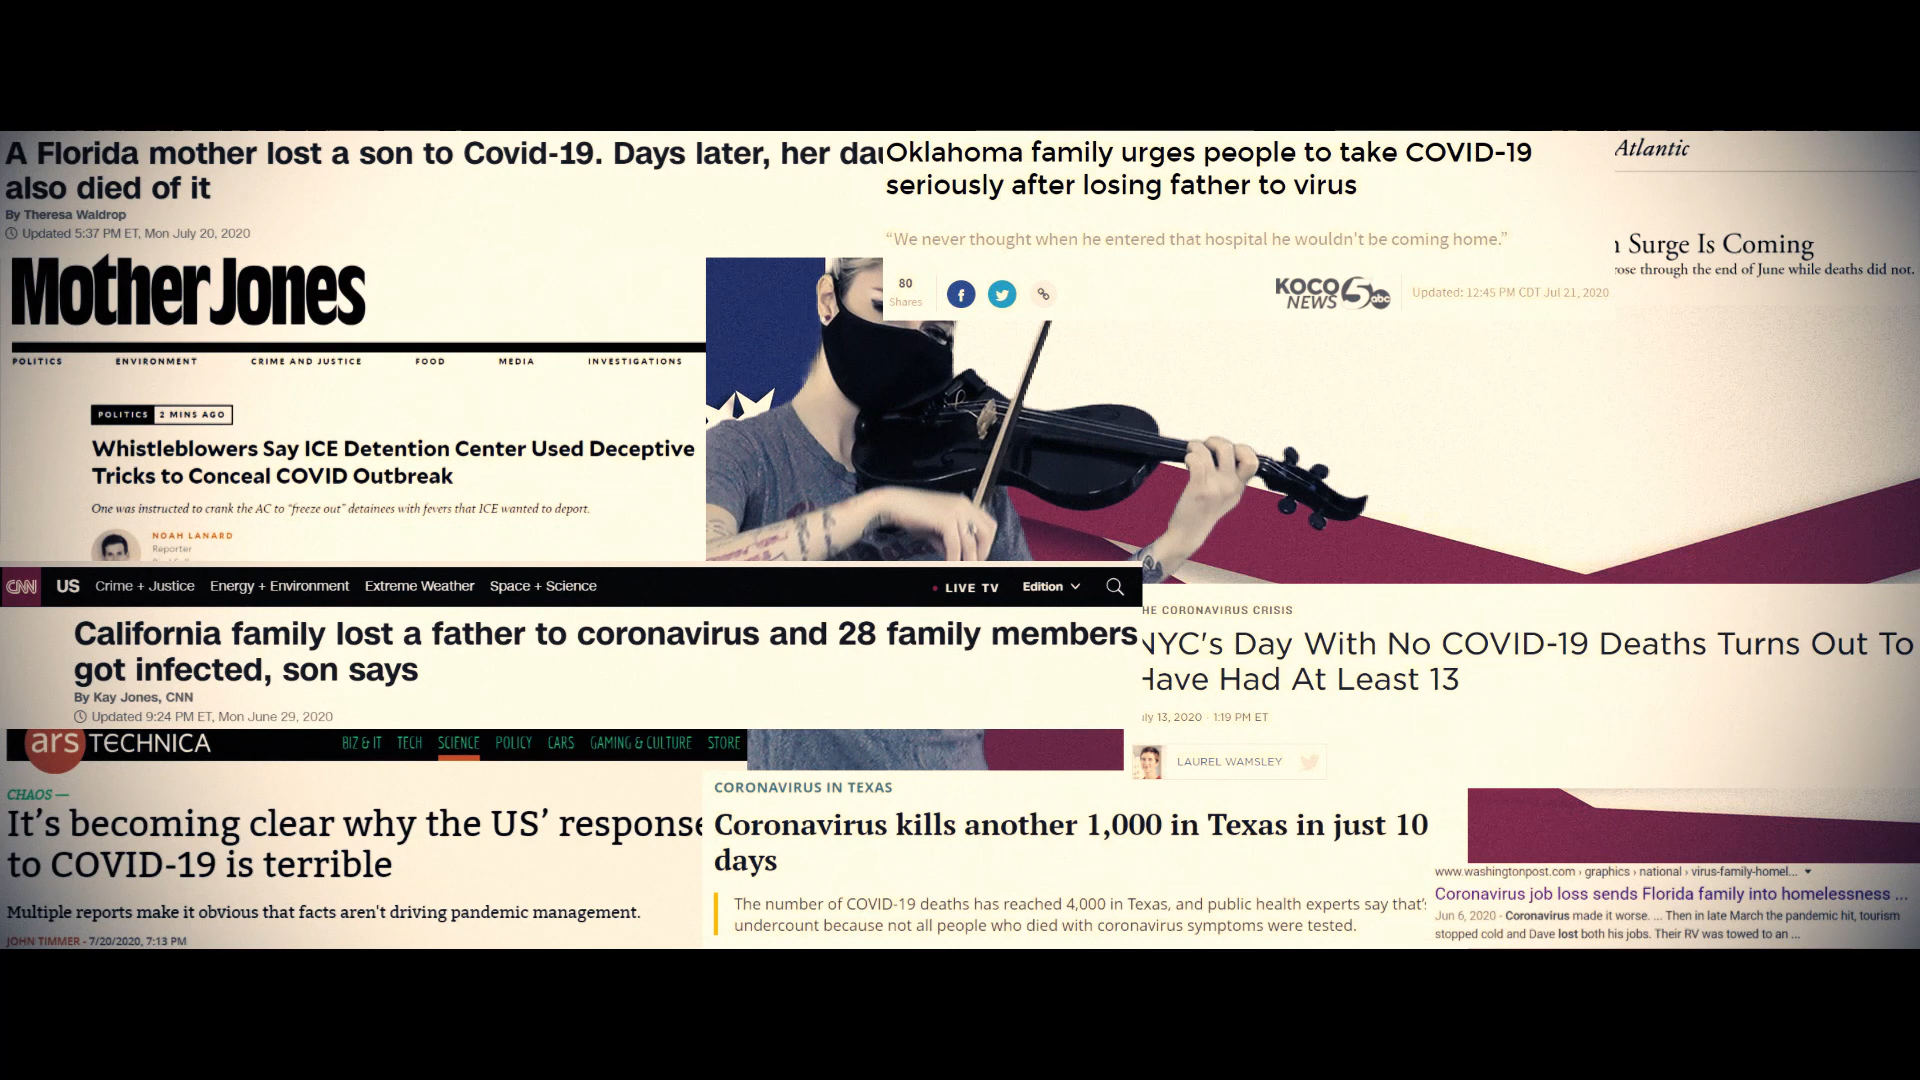 A Florida mother lost a son to Covid-19. Days later, her
also died of it
By Theresa Waldrop
Updated 5:37 PM ET, Mon July 20, 2020
Oklahoma family urges people to take COVID-19
seriously after losing father to virus
“We never thought when he entered that hospital he wouldn't be coming home.”
80
Shares
KOCO
NEWS 5 abc
Updated: 12:45 PM CDT Jul 21, 2020
Atlantic
Surge Is Coming
rose through the end of June while deaths did not.
Mother Jones
POLITICS ENVIRONMENT CRIME AND JUSTICE FOOD MEDIA INVESTIGATIONS
POLITICS 2 MINS AGO
Whistleblowers Say ICE Detention Center Used Deceptive
Tricks to Conceal COVID Outbreak
One was instructed to crank the AC to “freeze out” detainees with fevers that ICE wanted to deport.
NOAH LANARD
Reporter
CNN US Crime + Justice Energy + Environment Extreme Weather Space + Science LIVE TV Edition
California family lost a father to coronavirus and 28 family members
got infected, son says
By Kay Jones, CNN
Updated 9:24 PM ET, Mon June 29, 2020
HE CORONAVIRUS CRISIS
NYC's Day With No COVID-19 Deaths Turns Out To
Have Had At Least 13
ly 13, 2020 · 1:19 PM ET
LAUREL WAMSLEY
ars TECHNICA BIZ & IT TECH SCIENCE POLICY CARS GAMING & CULTURE STORE
CHAOS —
It’s becoming clear why the US’ response
to COVID-19 is terrible
Multiple reports make it obvious that facts aren't driving pandemic management.
JOHN TIMMER - 7/20/2020, 7:13 PM
CORONAVIRUS IN TEXAS
Coronavirus kills another 1,000 in Texas in just 10
days
The number of COVID-19 deaths has reached 4,000 in Texas, and public health experts say that's
undercount because not all people who died with coronavirus symptoms were tested.
www.washingtonpost.com › graphics › national › virus-family-homel...
Coronavirus job loss sends Florida family into homelessness ...
Jun 6, 2020 - Coronavirus made it worse. ... Then in late March the pandemic hit, tourism
stopped cold and Dave lost both his jobs. Their RV was towed to an ...